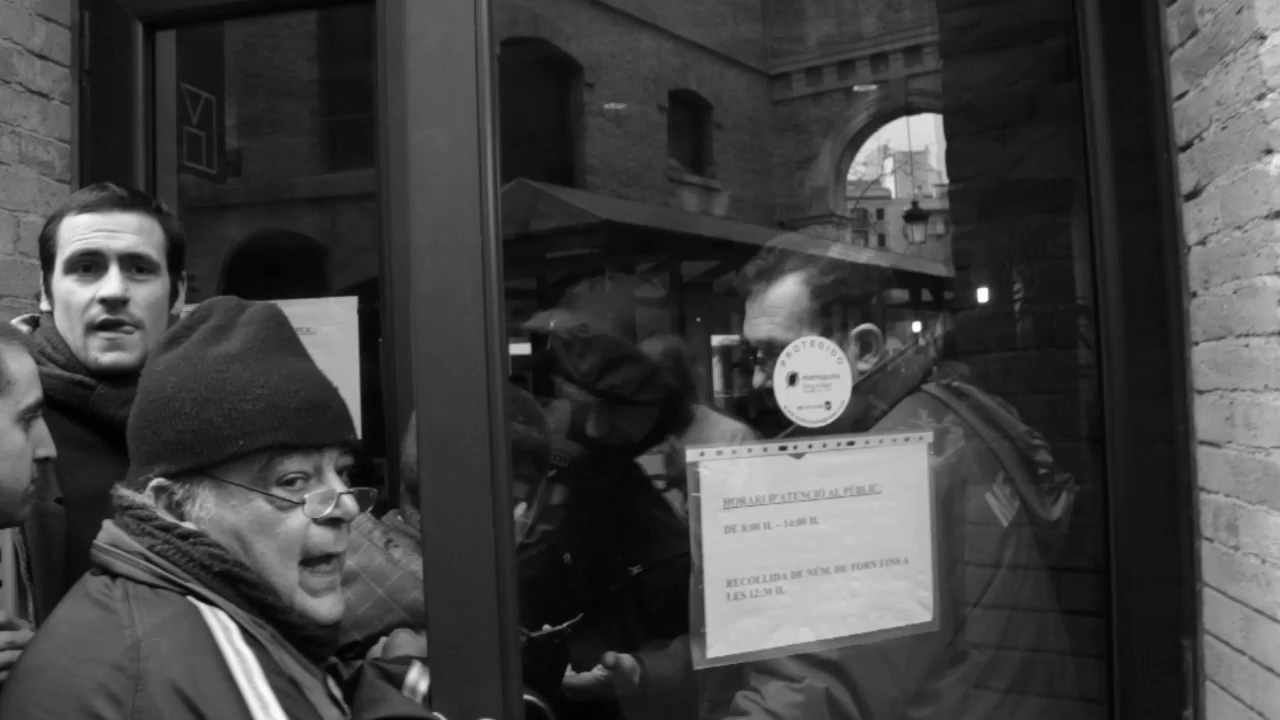 PROTEGIDO
HORARI D'ATENCIÓ AL PÚBLIC:
DE 8:00 H. – 14:00 H.
RECOLLIDA DE NÚM. DE TORN FINS A
LES 12:30 H.